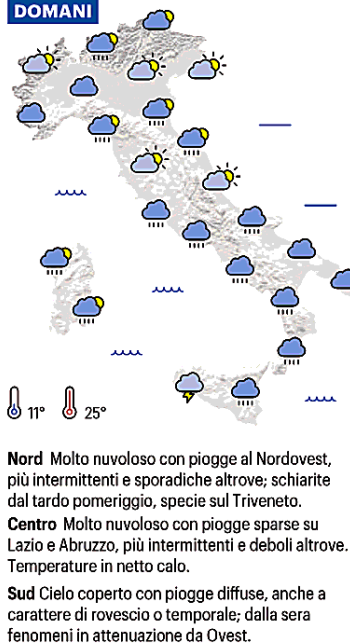 DOMANI
11° 25°
Nord Molto nuvoloso con piogge al Nordovest,
più intermittenti e sporadiche altrove; schiarite
dal tardo pomeriggio, specie sul Triveneto.
Centro Molto nuvoloso con piogge sparse su
Lazio e Abruzzo, più intermittenti e deboli altrove.
Temperature in netto calo.
Sud Cielo coperto con piogge diffuse, anche a
carattere di rovescio o temporale; dalla sera
fenomeni in attenuazione da Ovest.